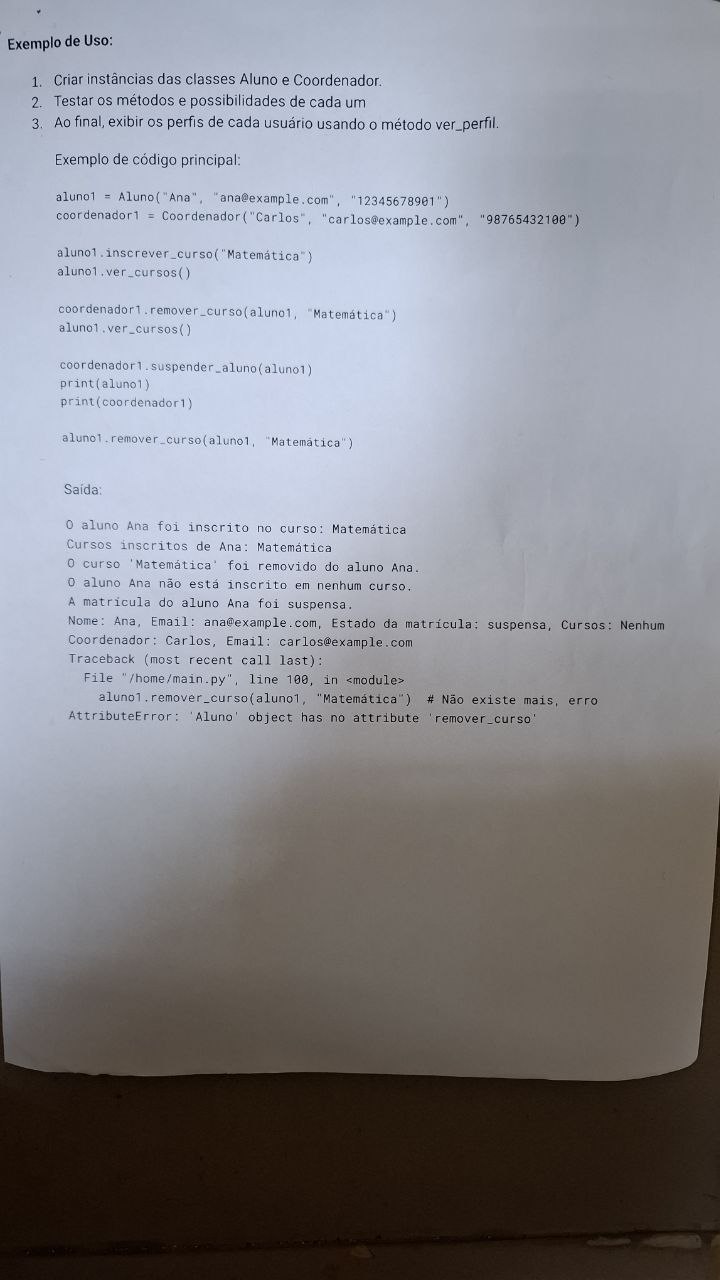 Exemplo de Uso:
1. Criar instâncias das classes Aluno e Coordenador.
2. Testar os métodos e possibilidades de cada um
3. Ao final, exibir os perfis de cada usuário usando o método ver_perfil.
Exemplo de código principal:
aluno1 = Aluno("Ana", "ana@example.com", "12345678901")
coordenador1 = Coordenador("Carlos", "carlos@example.com", "98765432100")
aluno1.inscrever_curso("Matemática")
aluno1.ver_cursos()
coordenador1.remover_curso(aluno1, "Matemática")
aluno1.ver_cursos()
coordenador1.suspender_aluno(aluno1)
print(aluno1)
print(coordenador1)
aluno1.remover_curso(aluno1, "Matemática")
Saída:
O aluno Ana foi inscrito no curso: Matemática
Cursos inscritos de Ana: Matemática
O curso 'Matemática' foi removido do aluno Ana.
O aluno Ana não está inscrito em nenhum curso.
A matrícula do aluno Ana foi suspensa.
Nome: Ana, Email: ana@example.com, Estado da matrícula: suspensa, Cursos: Nenhum
Coordenador: Carlos, Email: carlos@example.com
Traceback (most recent call last):
File "/home/main.py", line 100, in <module>
aluno1.remover_curso(aluno1, "Matemática") # Não existe mais, erro
AttributeError: 'Aluno' object has no attribute 'remover_curso'